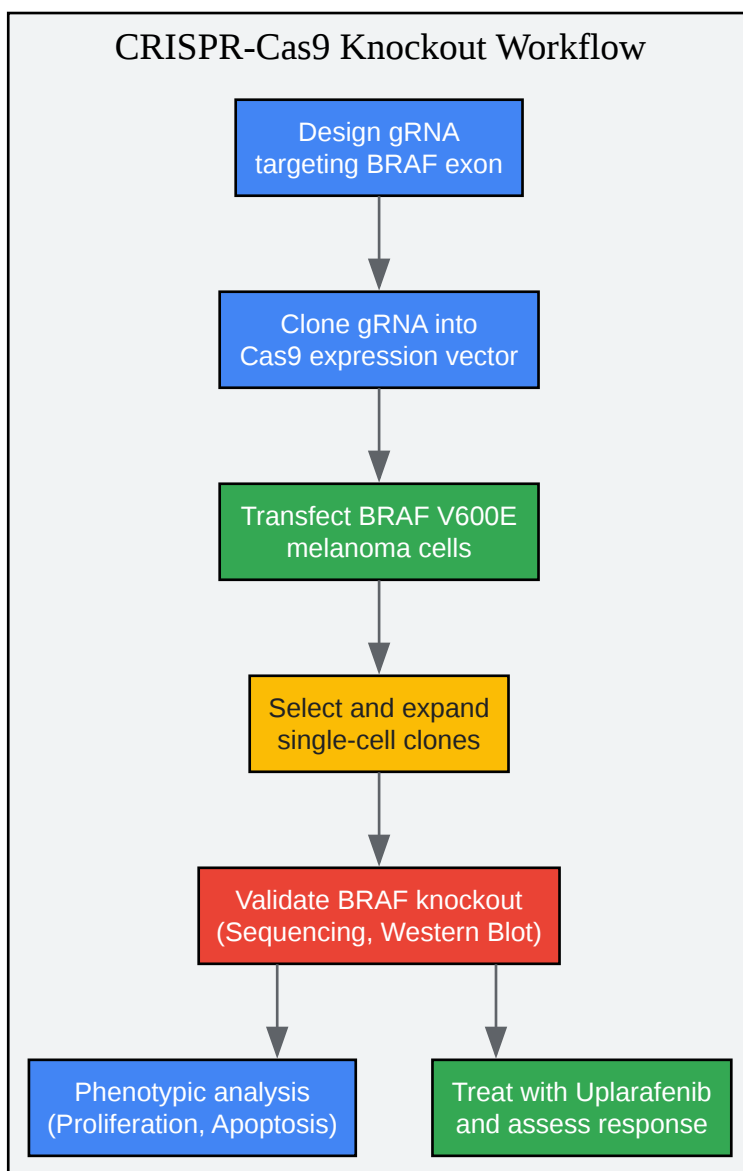 CRISPR-Cas9 Knockout Workflow
Design gRNA
targeting BRAF exon
Clone gRNA into
Cas9 expression vector
Transfect BRAF V600E
melanoma cells
Select and expand
single-cell clones
Validate BRAF knockout
(Sequencing, Western Blot)
Phenotypic analysis
(Proliferation, Apoptosis)
Treat with Uplarafenib
and assess response